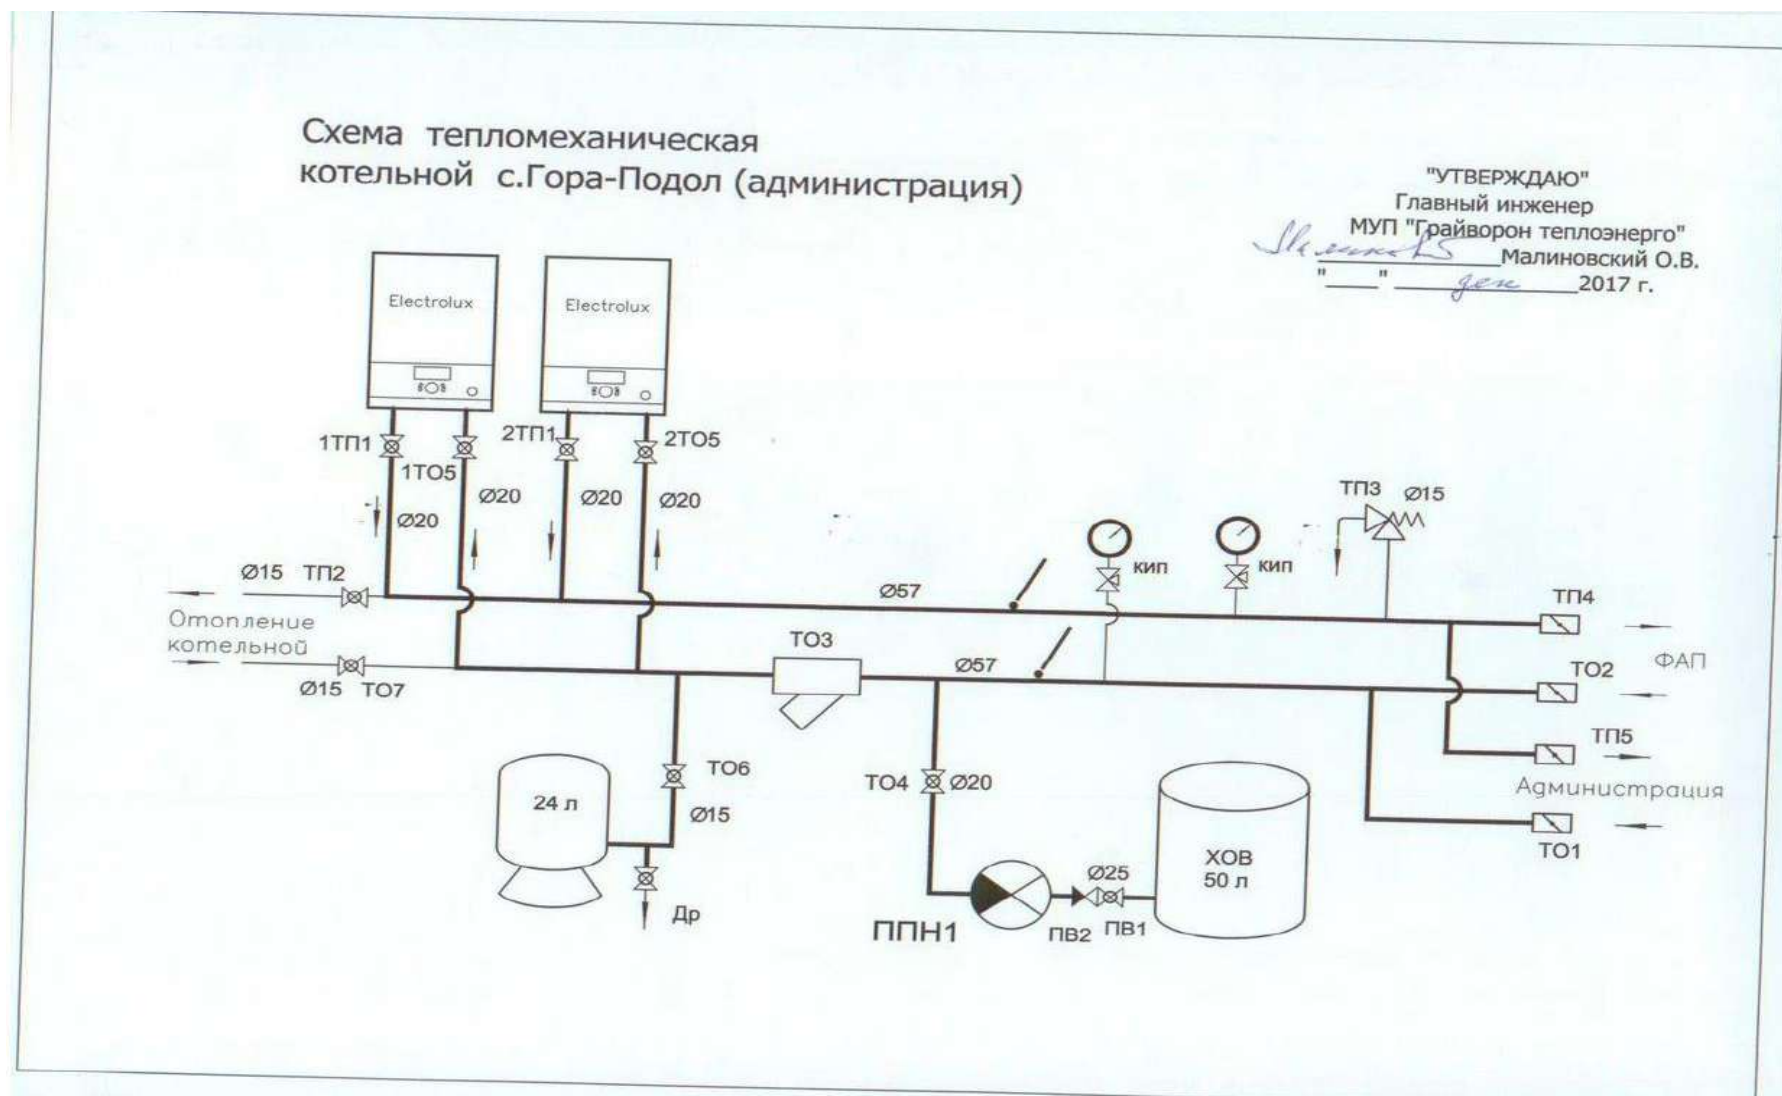 Схема тепломеханическая
котельной с.Гора-Подол (администрация)
"УТВЕРЖДАЮ"
Главный инженер
МУП "Грайворон теплоэнерго"
Малиновский О.В.
"____" ____ 2017 г.
Electrolux
Electrolux
1ТП1
1ТО5
2ТП1
2ТО5
Ø20
Ø20
Ø20
Ø20
ТП3 Ø15
кип
кип
Ø15 ТП2
Ø57
ТП4
Отопление
котельной
ТО3
Ø57
ТО2
ФАП
Ø15 ТО7
ТП5
ТО6
ТО4 Ø20
Администрация
24 л
Ø15
ТО1
ХОВ
50 л
Ø25
Др
ППН1
ПВ2
ПВ1